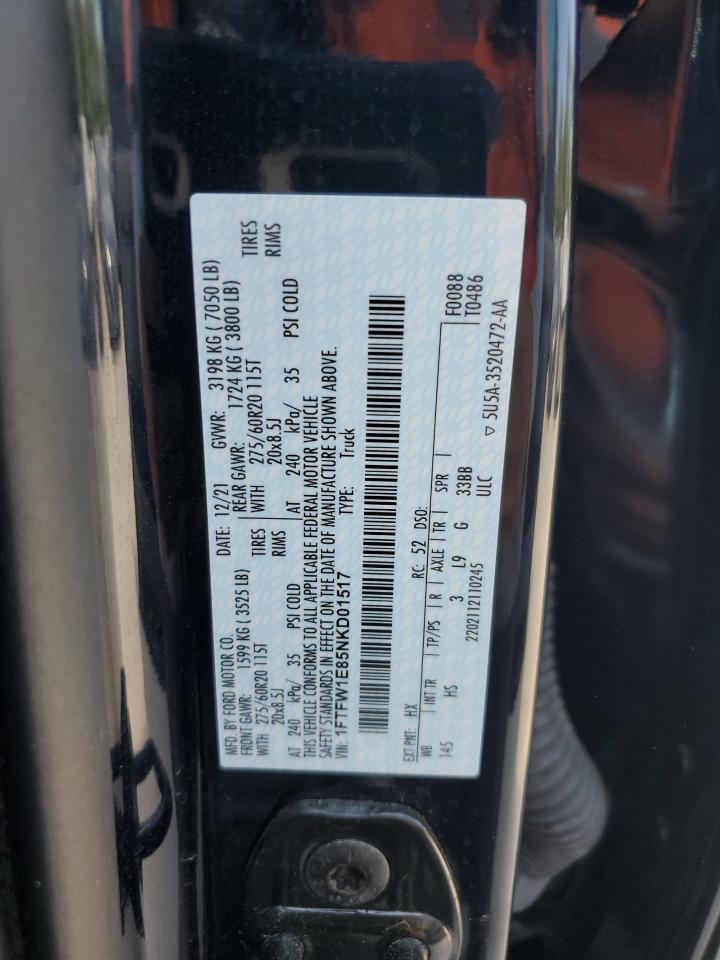 MFD. BY FORD MOTOR CO.
DATE: 12/21 GVWR: 3198 KG ( 7050 LB)
FRONT GAWR: 1599 KG ( 3525 LB)
REAR GAWR: 1724 KG ( 3800 LB)
WITH 275/60R20 115T TIRES
WITH 275/60R20 115T TIRES
20x8.5J RIMS
20x8.5J RIMS
AT 240 kPa/ 35 PSI COLD
AT 240 kPa/ 35 PSI COLD
THIS VEHICLE CONFORMS TO ALL APPLICABLE FEDERAL MOTOR VEHICLE
SAFETY STANDARDS IN EFFECT ON THE DATE OF MANUFACTURE SHOWN ABOVE.
VIN: 1FTFW1E85NKD01517
TYPE: Truck
EXT PNT: HX RC: 52 DSO: F0088
WB INT TR TP/PS R AXLE TR SPR T0486
145 HS 3 L9 G 33BB
2202112110245 ULC ▽ 5U5A-3520472-AA